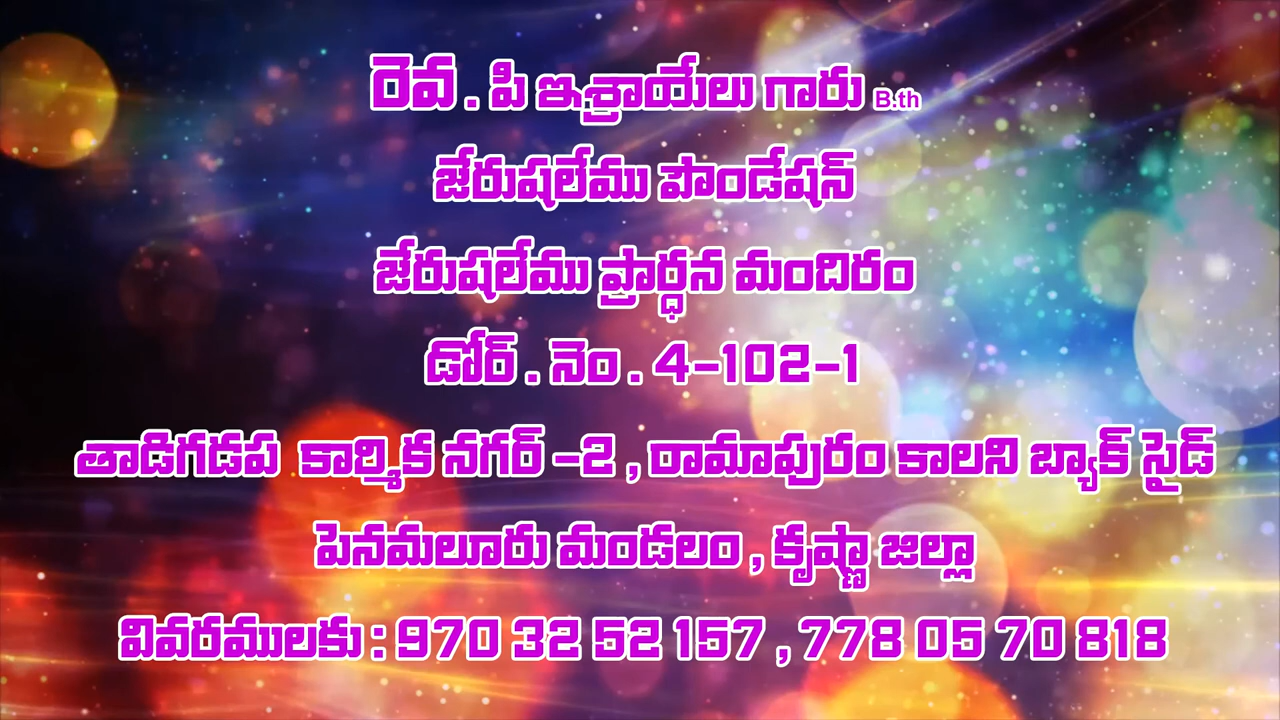 రెవ . పి ఇశ్రాయేలు గారు B.th
జేరుషలేము పౌండేషన్
జేరుషలేము ప్రార్ధన మందిరం
డోర్ . నెం . 4-102-1
తాడిగడప కార్మిక నగర్ -2 , రామాపురం కాలని బ్యాక్ సైడ్
పెనమలూరు మండలం , కృష్ణా జిల్లా
వివరములకు : 970 32 52 157 , 778 05 70 818